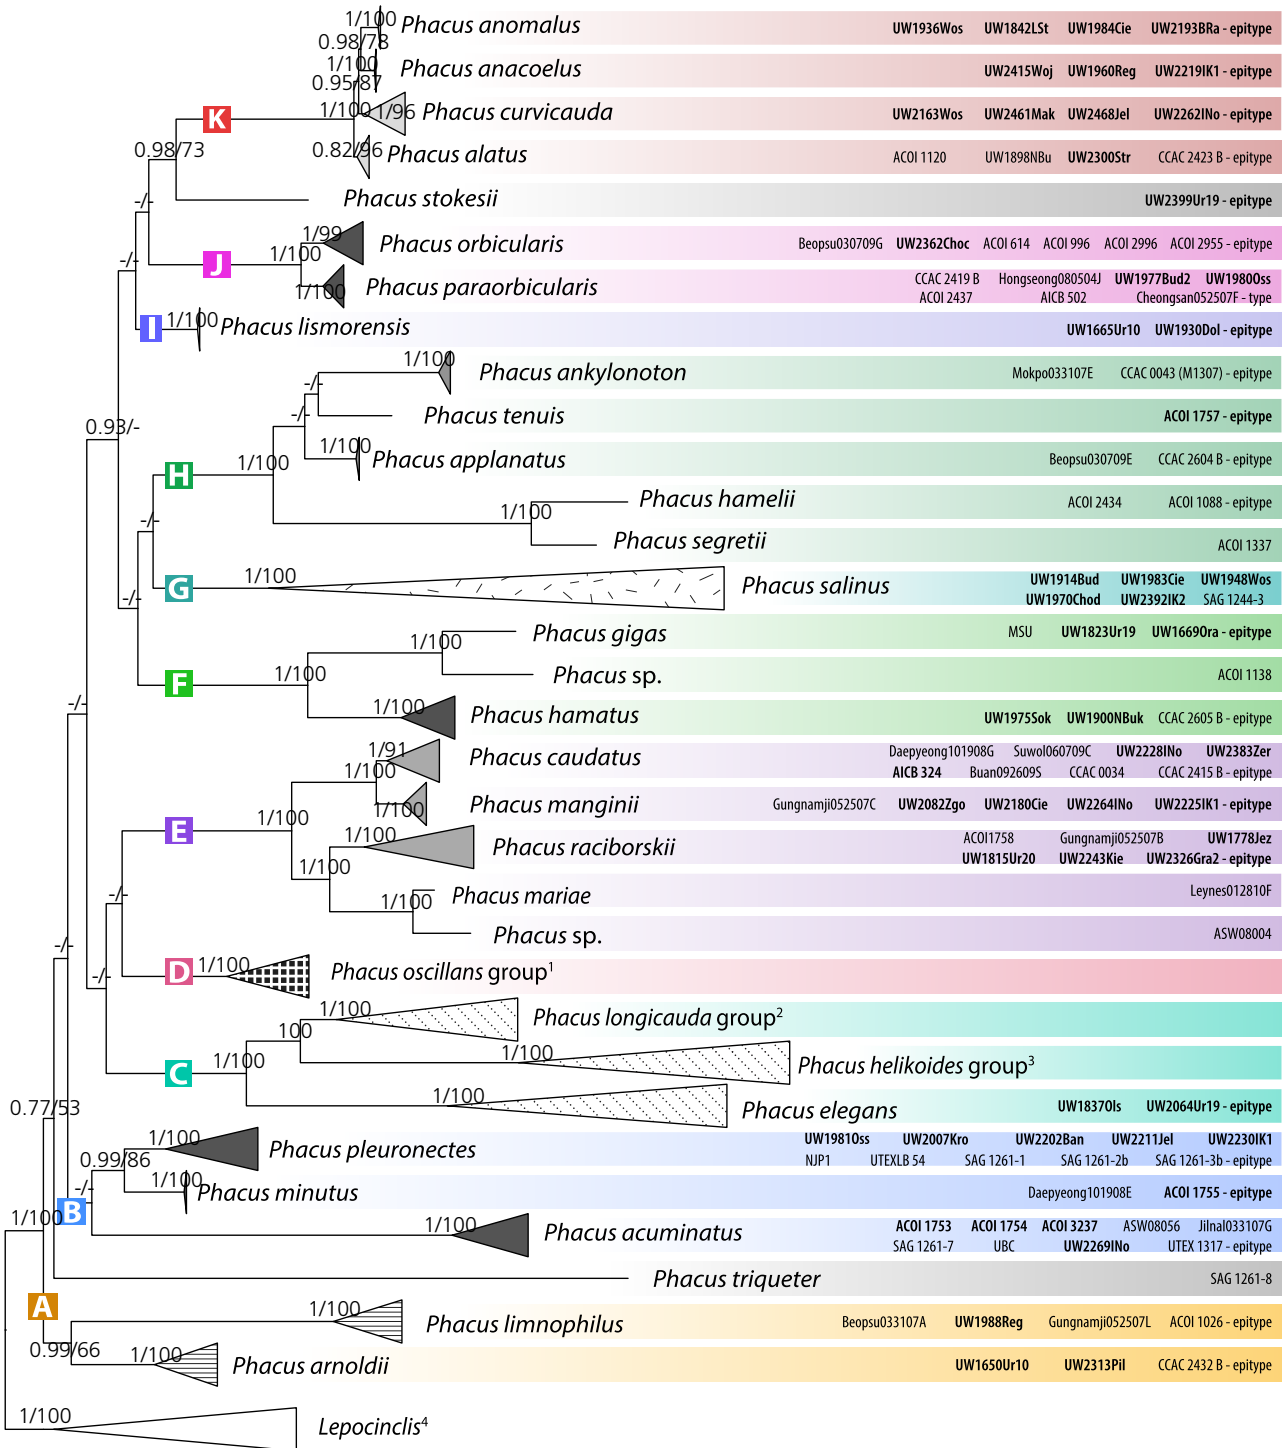 1/100 Phacus anomalus UW1936Wos UW1842LSt UW1984Cie UW2193BRa - epitype
0.98/78
1/100 Phacus anacoelus UW2415Woj UW1960Reg UW2219IK1 - epitype
0.95/87
K 1/100 1/96 Phacus curvicauda UW2163Wos UW2461Mak UW2468Jel UW2262INo - epitype
0.98/73 0.82/96 Phacus alatus ACOI 1120 UW1898NBu UW2300Str CCAC 2423 B - epitype
-/- Phacus stokesii UW2399Ur19 - epitype
1/99 Phacus orbicularis Beopsu030709G UW2362Choc ACOI 614 ACOI 996 ACOI 2996 ACOI 2955 - epitype
-/- J 1/100
1/100 Phacus paraorbicularis CCAC 2419 B Hongseong080504J UW1977Bud2 UW1980Oss
ACOI 2437 AICB 502 Cheongsan052507F - type
I 1/100 Phacus lismorensis UW1665Ur10 UW1930Dol - epitype
1/100 Phacus ankylonoton Mokpo033107E CCAC 0043 (M1307) - epitype
-/-
-/- Phacus tenuis ACOI 1757 - epitype
0.93/-
1/100 Phacus applanatus Beopsu030709E CCAC 2604 B - epitype
H 1/100
Phacus hamelii ACOI 2434 ACOI 1088 - epitype
-/- 1/100
Phacus segretii ACOI 1337
G 1/100 Phacus salinus UW1914Bud UW1983Cie UW1948Wos
-/- UW1970Chod UW2392IK2 SAG 1244-3
Phacus gigas MSU UW1823Ur19 UW1669Ora - epitype
1/100
F 1/100 Phacus sp. ACOI 1138
-/- 1/100 Phacus hamatus UW1975Sok UW1900NBuk CCAC 2605 B - epitype
1/91 Phacus caudatus Daepyeong101908G Suwol060709C UW2228INo UW2383Zer
1/100 AICB 324 Buan092609S CCAC 0034 CCAC 2415 B - epitype
1/100 Phacus manginii Gungnamji052507C UW2082Zgo UW2180Cie UW2264INo UW2225IK1 - epitype
E 1/100
1/100 Phacus raciborskii ACOI1758 Gungnamji052507B UW1778Jez
1/100 UW1815Ur20 UW2243Kie UW2326Gra2 - epitype
-/- 1/100 Phacus mariae Leynes012810F
-/- Phacus sp. ASW08004
D 1/100 Phacus oscillans group1
-/-
1/100 Phacus longicauda group2
100
C 1/100 1/100 Phacus helikoides group3
0.77/53 1/100 Phacus elegans UW1837Ols UW2064Ur19 - epitype
1/100 Phacus pleuronectes UW1981Oss UW2007Kro UW2202Ban UW2211Jel UW2230IK1
0.99/86 NJP1 UTEXLB 54 SAG 1261-1 SAG 1261-2b SAG 1261-3b - epitype
-/- 1/100 Phacus minutus Daepyeong101908E ACOI 1755 - epitype
1/100 B 1/100 Phacus acuminatus ACOI 1753 ACOI 1754 ACOI 3237 ASW08056 Jilnal033107G
SAG 1261-7 UBC UW2269INo UTEX 1317 - epitype
Phacus triqueter SAG 1261-8
A
1/100 Phacus limnophilus Beopsu033107A UW1988Reg Gungnamji052507L ACOI 1026 - epitype
0.99/66
1/100 Phacus arnoldii UW1650Ur10 UW2313Pil CCAC 2432 B - epitype
1/100 Lepocinclis4